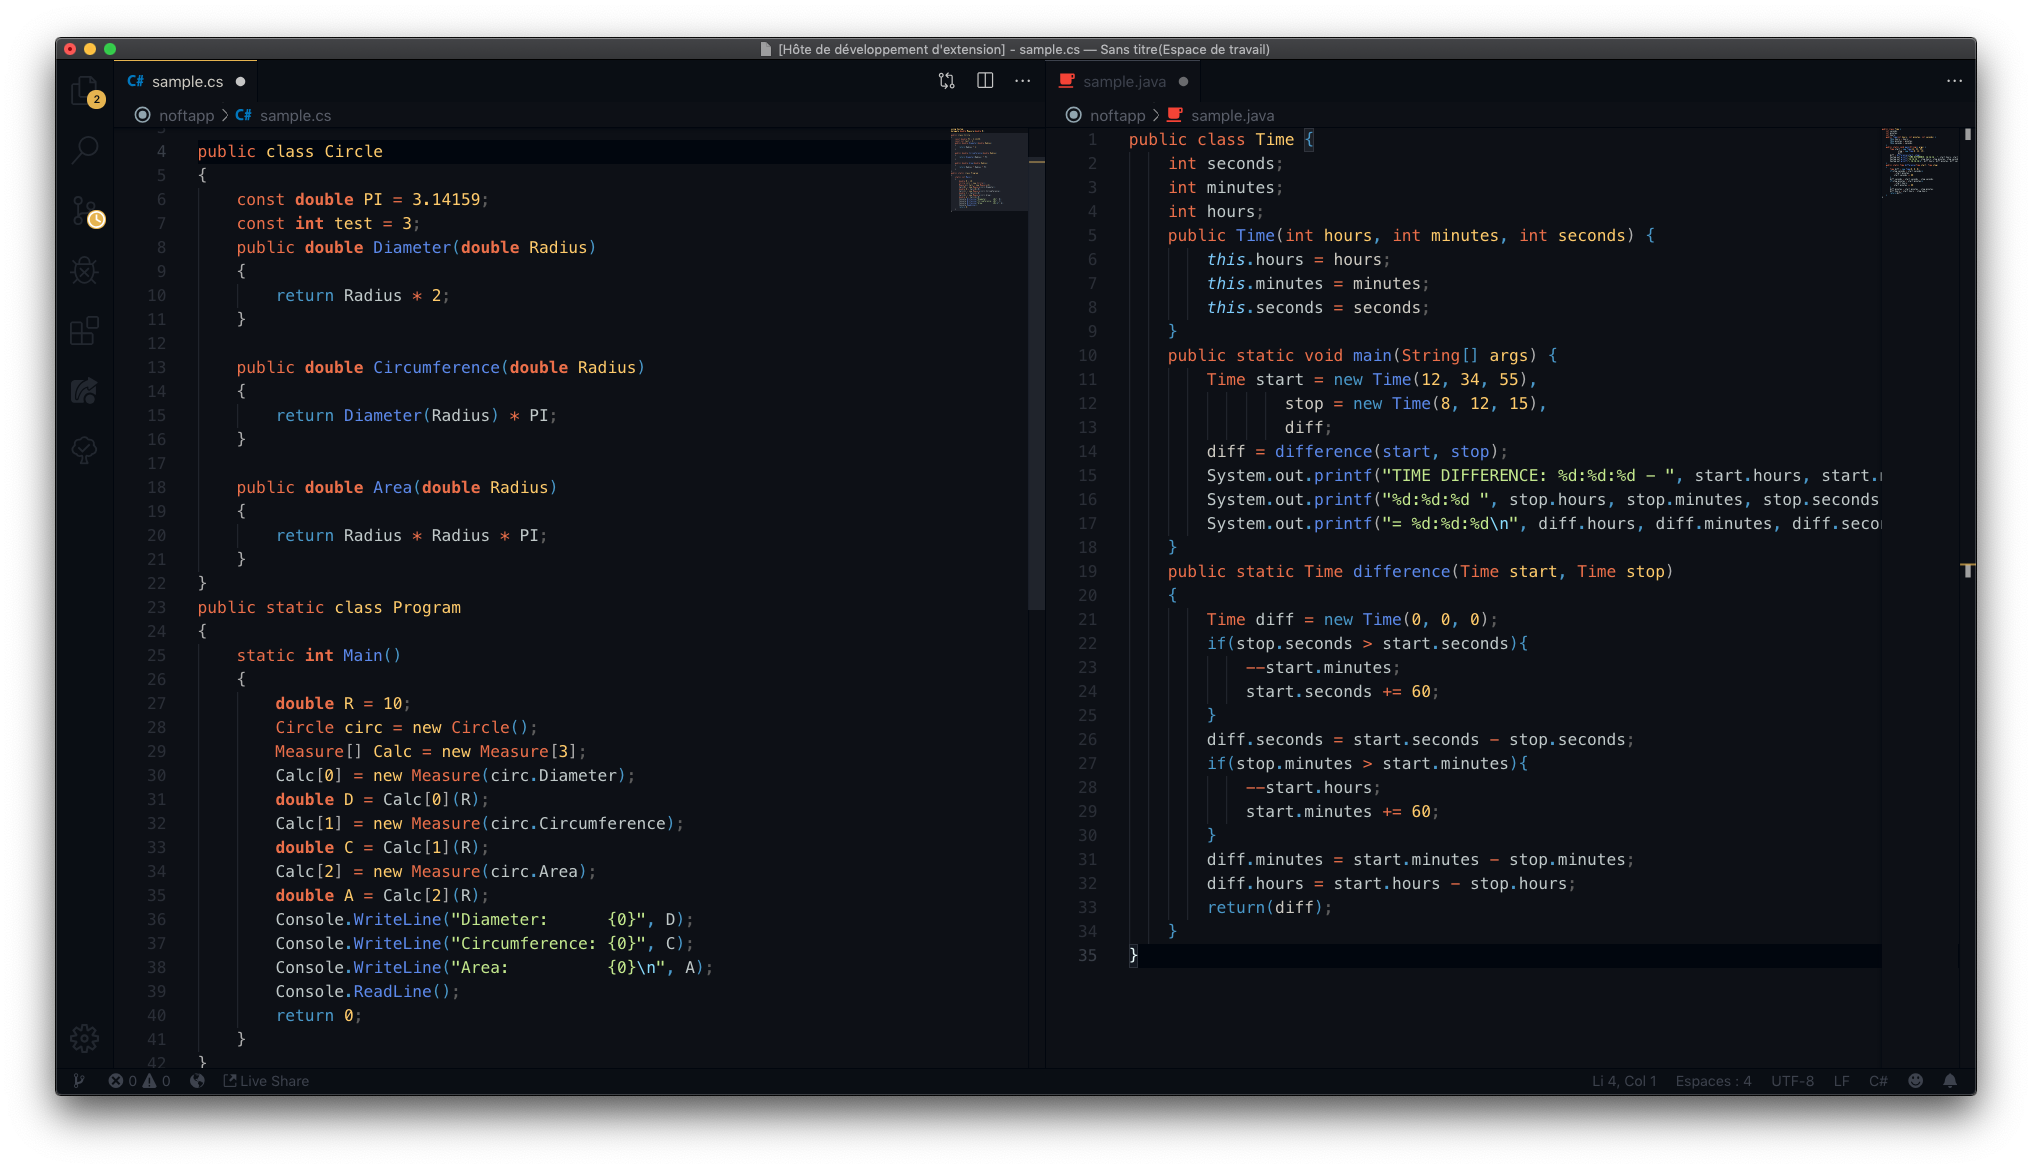 [Hôte de développement d'extension] - sample.cs — Sans titre(Espace de travail)
C# sample.cs
noftapp > C# sample.cs
2
4 public class Circle
5 {
6 const double PI = 3.14159;
7 const int test = 3;
8 public double Diameter(double Radius)
9 {
10 return Radius * 2;
11 }
12
13 public double Circumference(double Radius)
14 {
15 return Diameter(Radius) * PI;
16 }
17
18 public double Area(double Radius)
19 {
20 return Radius * Radius * PI;
21 }
22 }
23 public static class Program
24 {
25 static int Main()
26 {
27 double R = 10;
28 Circle circ = new Circle();
29 Measure[] Calc = new Measure[3];
30 Calc[0] = new Measure(circ.Diameter);
31 double D = Calc[0](R);
32 Calc[1] = new Measure(circ.Circumference);
33 double C = Calc[1](R);
34 Calc[2] = new Measure(circ.Area);
35 double A = Calc[2](R);
36 Console.WriteLine("Diameter:      {0}", D);
37 Console.WriteLine("Circumference: {0}", C);
38 Console.WriteLine("Area:          {0}\n", A);
39 Console.ReadLine();
40 return 0;
41 }
42 }
sample.java
noftapp > sample.java
1 public class Time {
2 int seconds;
3 int minutes;
4 int hours;
5 public Time(int hours, int minutes, int seconds) {
6 this.hours = hours;
7 this.minutes = minutes;
8 this.seconds = seconds;
9 }
10 public static void main(String[] args) {
11 Time start = new Time(12, 34, 55),
12 stop = new Time(8, 12, 15),
13 diff;
14 diff = difference(start, stop);
15 System.out.printf("TIME DIFFERENCE: %d:%d:%d - ", start.hours, start.
16 System.out.printf("%d:%d:%d ", stop.hours, stop.minutes, stop.seconds
17 System.out.printf("= %d:%d:%d\n", diff.hours, diff.minutes, diff.seco
18 }
19 public static Time difference(Time start, Time stop)
20 {
21 Time diff = new Time(0, 0, 0);
22 if(stop.seconds > start.seconds){
23 --start.minutes;
24 start.seconds += 60;
25 }
26 diff.seconds = start.seconds - stop.seconds;
27 if(stop.minutes > start.minutes){
28 --start.hours;
29 start.minutes += 60;
30 }
31 diff.minutes = start.minutes - stop.minutes;
32 diff.hours = start.hours - stop.hours;
33 return(diff);
34 }
35 }
0 0 Live Share Li 4, Col 1 Espaces : 4 UTF-8 LF C#